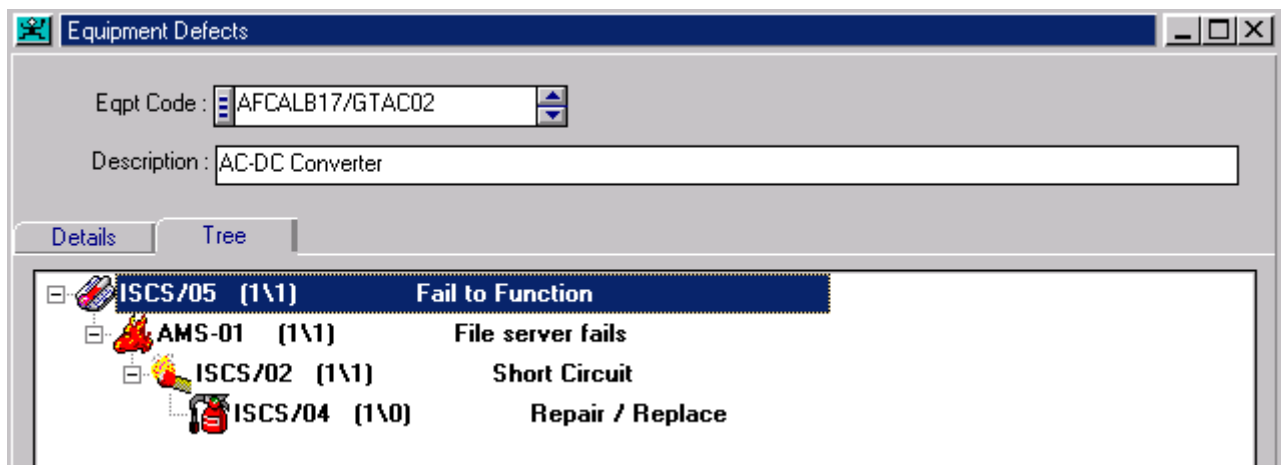 Equipment Defects
Eqpt Code : AFCALB17/GTAC02
Description : AC-DC Converter
Details Tree
ISCS/05 (1\1) Fail to Function
AMS-01 (1\1) File server fails
ISCS/02 (1\1) Short Circuit
ISCS/04 (1\0) Repair / Replace